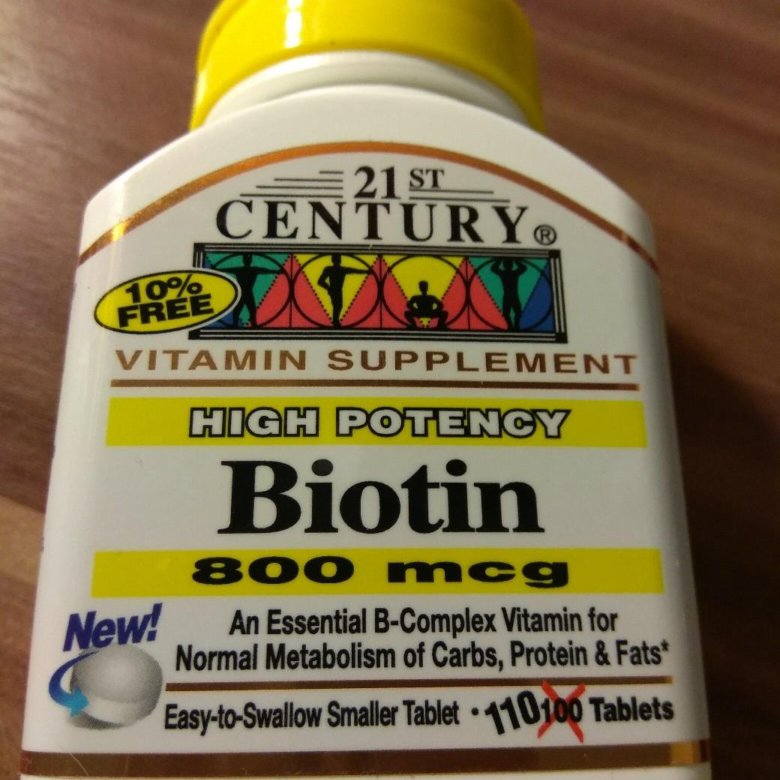 21ST
CENTURY®
10%
FREE
VITAMIN SUPPLEMENT
HIGH POTENCY
Biotin
800 mcg
New!
An Essential B-Complex Vitamin for
Normal Metabolism of Carbs, Protein & Fats*
Easy-to-Swallow Smaller Tablet • 110 100 Tablets